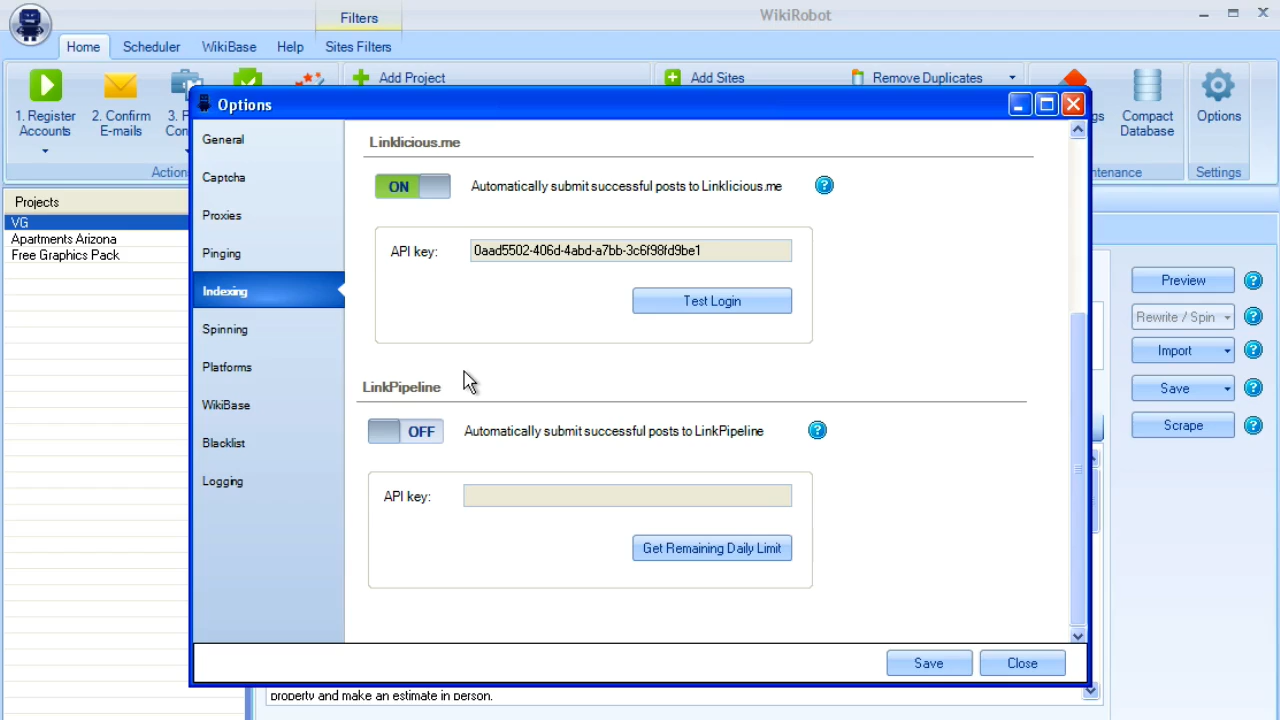 Filters
WikiRobot
Home
Scheduler
WikiBase
Help
Sites Filters
1. Register Accounts
2. Confirm E-mails
3.
Add Project
Add Sites
Remove Duplicates
Compact Database
Options
Settings
Options
Projects
VG
Apartments Arizona
Free Graphics Pack
General
Captcha
Proxies
Pinging
Indexing
Spinning
Platforms
WikiBase
Blacklist
Logging
Linklicious.me
ON
Automatically submit successful posts to Linklicious.me
API key:
0aad5502-406d-4abd-a7bb-3c6f98fd9be1
Test Login
LinkPipeline
OFF
Automatically submit successful posts to LinkPipeline
API key:
Get Remaining Daily Limit
Save
Close
Preview
Rewrite / Spin
Import
Save
Scrape
property and make an estimate in person.